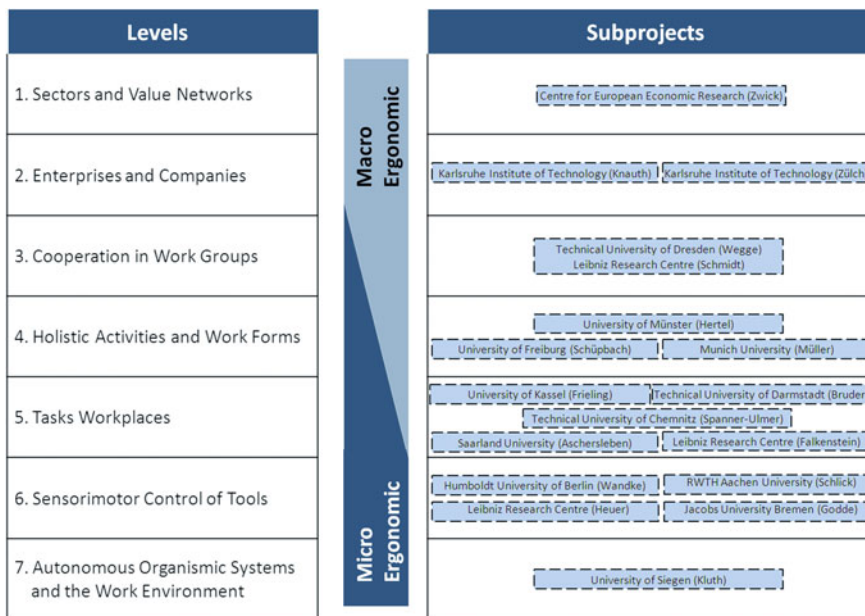 Levels
Subprojects
1. Sectors and Value Networks
Centre for European Economic Research (Zwick)
2. Enterprises and Companies
Karlsruhe Institute of Technology (Knauth)
Karlsruhe Institute of Technology (Zülch
3. Cooperation in Work Groups
Technical University of Dresden (Wegge)
Leibniz Research Centre (Schmidt)
4. Holistic Activities and Work Forms
University of Münster (Hertel)
University of Freiburg (Schüpbach)
Munich University (Müller)
5. Tasks Workplaces
University of Kassel (Frieling)
Technical University of Darmstadt (Bruder
Technical University of Chemnitz (Spanner-Ulmer)
Saarland University (Aschersleben)
Leibniz Research Centre (Falkenstein)
6. Sensorimotor Control of Tools
Humboldt University of Berlin (Wandke)
RWTH Aachen University (Schlick)
Leibniz Research Centre (Heuer)
Jacobs University Bremen (Godde)
7. Autonomous Organismic Systems
and the Work Environment
University of Siegen (Kluth)
Macro
Ergonomic
Micro
Ergonomic